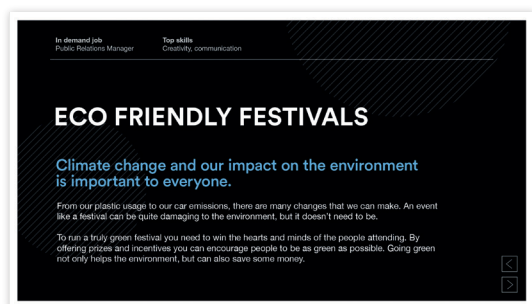 In demand job
Public Relations Manager
Top skills
Creativity, communication
ECO FRIENDLY FESTIVALS
Climate change and our impact on the environment
is important to everyone.
From our plastic usage to our car emissions, there are many changes that we can make. An event
like a festival can be quite damaging to the environment, but it doesn't need to be.
To run a truly green festival you need to win the hearts and minds of the people attending. By
offering prizes and incentives you can encourage people to be as green as possible. Going green
not only helps the environment, but can also save some money.